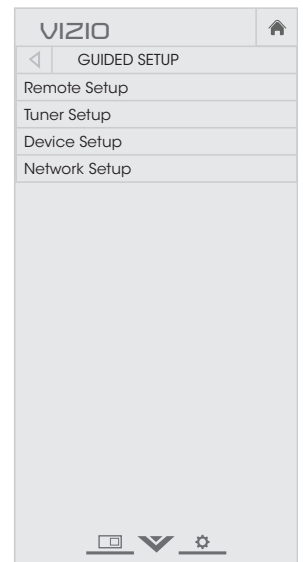 VIZIO
GUIDED SETUP
Remote Setup
Tuner Setup
Device Setup
Network Setup